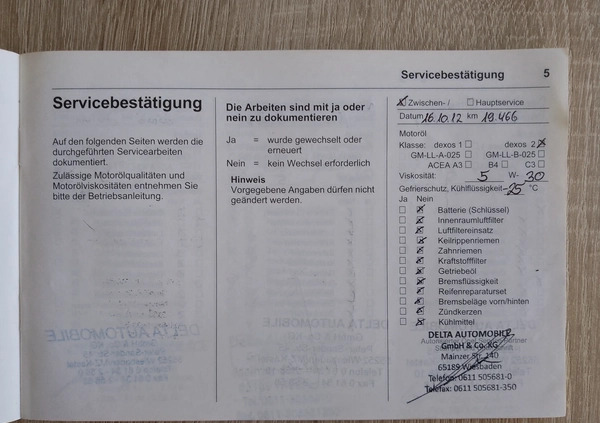 Servicebestätigung 5
Servicebestätigung
Auf den folgenden Seiten werden die
durchgeführten Servicearbeiten
dokumentiert.
Zulässige Motorölqualitäten und
Motorölviskositäten entnehmen Sie
bitte der Betriebsanleitung.
Die Arbeiten sind mit ja oder
nein zu dokumentieren
Ja = wurde gewechselt oder
erneuert
Nein = kein Wechsel erforderlich
Hinweis
Vorgegebene Angaben dürfen nicht
geändert werden.
☒ Zwischen-/ ☐ Hauptservice
Datum 16.10.12 km 19.466
Motoröl
Klasse: dexos 1 ☐ dexos 2 ☒
GM-LL-A-025 ☐ GM-LL-B-025 ☐
ACEA A3 ☐ B4 ☐ C3 ☐
Viskosität: 5 W- 30
Gefrierschutz, Kühlflüssigkeit -25 °C
Ja Nein
☐ ☒ Batterie (Schlüssel)
☐ ☒ Innenraumluftfilter
☐ ☒ Luftfiltereinsatz
☐ ☒ Keilrippenriemen
☐ ☒ Zahnriemen
☐ ☒ Kraftstofffilter
☐ ☒ Getriebeöl
☐ ☒ Bremsflüssigkeit
☐ ☒ Reifenreparaturset
☐ ☒ Bremsbeläge vorn/hinten
☐ ☒ Zündkerzen
☐ ☒ Kühlmittel
DELTA AUTOMOBILE
GmbH & Co. KG
Mainzer Str. 140
65189 Wiesbaden
Telefon: 0611 505681-0
Telefax: 0611 505681-350